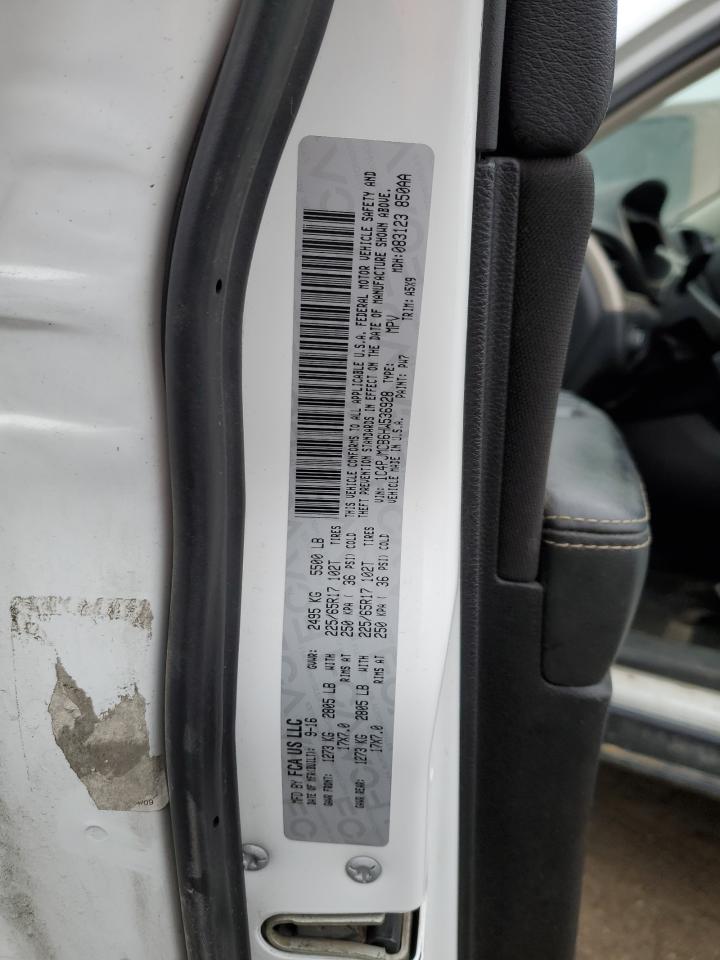 MFD BY FCA US LLC
DATE OF MFR(BUILT): 9-16 GVWR: 2495 KG 5500 LB
GAWR FRONT: 1273 KG 2805 LB WITH 225/65R17 102T TIRES
17X7.0 RIMS AT 250 KPA ( 36 PSI) COLD
GAWR REAR: 1273 KG 2805 LB WITH 225/65R17 102T TIRES
17X7.0 RIMS AT 250 KPA ( 36 PSI) COLD
THIS VEHICLE CONFORMS TO ALL APPLICABLE U.S.A. FEDERAL MOTOR VEHICLE SAFETY AND
THEFT PREVENTION STANDARDS IN EFFECT ON THE DATE OF MANUFACTURE SHOWN ABOVE.
VIN: 1C4PJMCB6HW536928 TYPE: MPV MDH: 083123 850AA
VEHICLE MADE IN U.S.A. PAINT: PW7 TRIM: A5X9